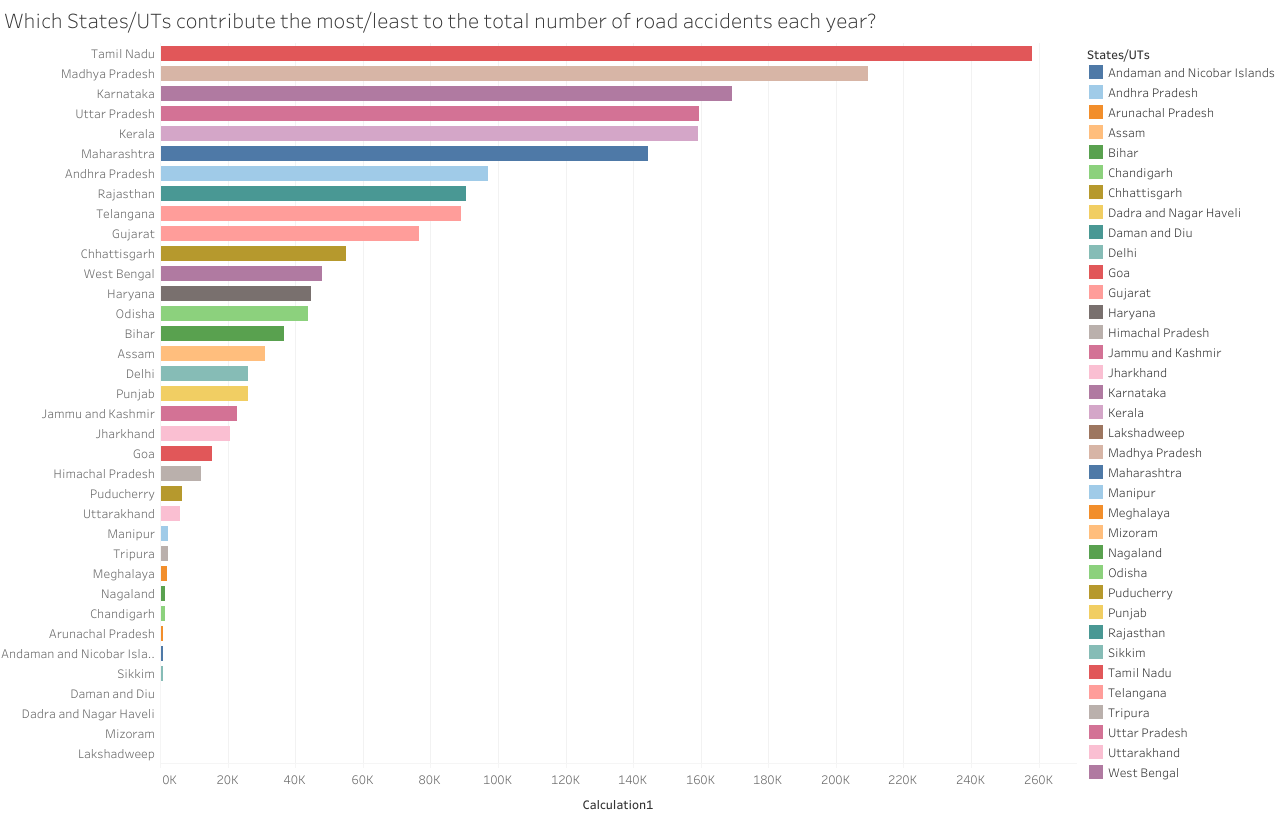 Which States/UTs contribute the most/least to the total number of road accidents each year?
Tamil Nadu
Madhya Pradesh
Karnataka
Uttar Pradesh
Kerala
Maharashtra
Andhra Pradesh
Rajasthan
Telangana
Gujarat
Chhattisgarh
West Bengal
Haryana
Odisha
Bihar
Assam
Delhi
Punjab
Jammu and Kashmir
Jharkhand
Goa
Himachal Pradesh
Puducherry
Uttarakhand
Manipur
Tripura
Meghalaya
Nagaland
Chandigarh
Arunachal Pradesh
Andaman and Nicobar Isla..
Sikkim
Daman and Diu
Dadra and Nagar Haveli
Mizoram
Lakshadweep
0K 20K 40K 60K 80K 100K 120K 140K 160K 180K 200K 220K 240K 260K
Calculation1
States/UTs
Andaman and Nicobar Islands
Andhra Pradesh
Arunachal Pradesh
Assam
Bihar
Chandigarh
Chhattisgarh
Dadra and Nagar Haveli
Daman and Diu
Delhi
Goa
Gujarat
Haryana
Himachal Pradesh
Jammu and Kashmir
Jharkhand
Karnataka
Kerala
Lakshadweep
Madhya Pradesh
Maharashtra
Manipur
Meghalaya
Mizoram
Nagaland
Odisha
Puducherry
Punjab
Rajasthan
Sikkim
Tamil Nadu
Telangana
Tripura
Uttar Pradesh
Uttarakhand
West Bengal